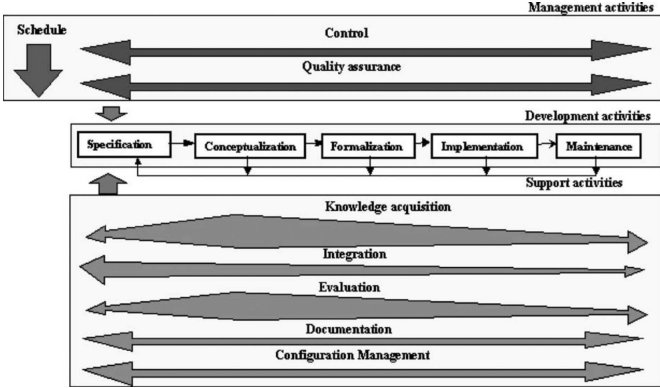 Management activities
Schedule
Control
Quality assurance
Development activities
Specification
Conceptualization
Formalization
Implementation
Maintenance
Support activities
Knowledge acquisition
Integration
Evaluation
Documentation
Configuration Management